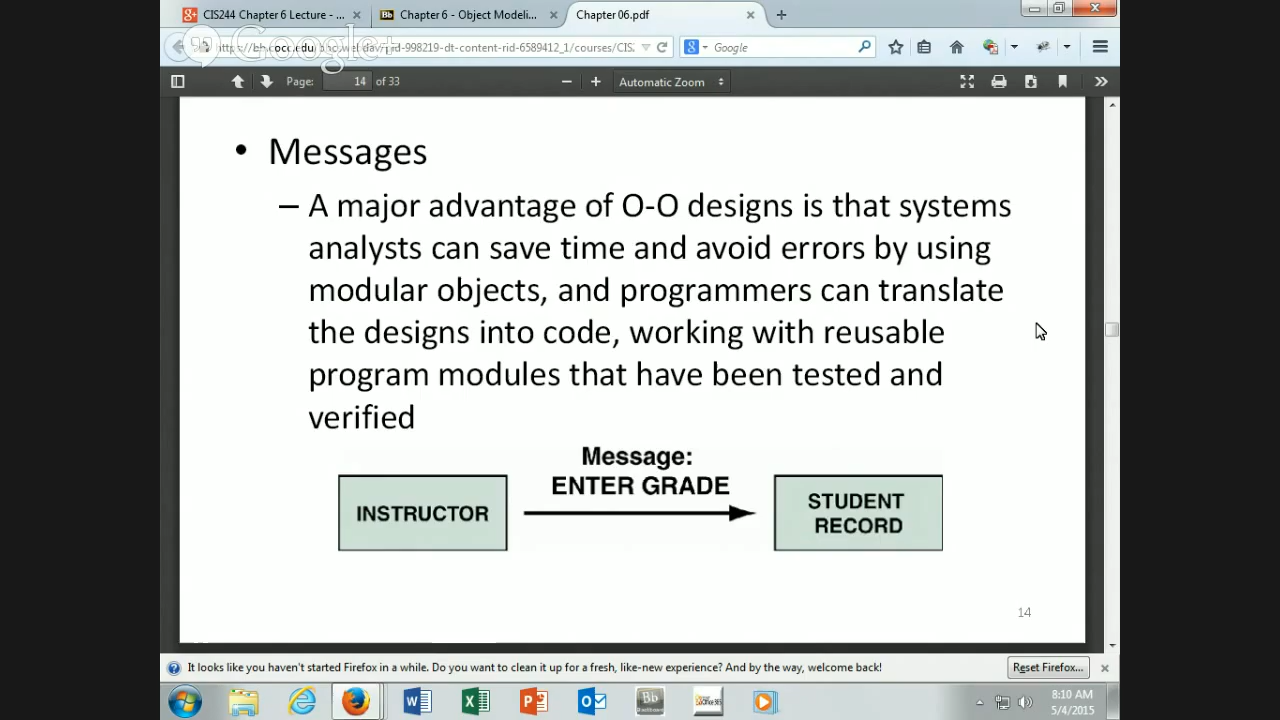 CIS244 Chapter 6 Lecture - ...
Chapter 6 - Object Modeli...
Chapter 06.pdf
Google+
Google
Page: 14 of 33
Automatic Zoom
• Messages
– A major advantage of O-O designs is that systems
analysts can save time and avoid errors by using
modular objects, and programmers can translate
the designs into code, working with reusable
program modules that have been tested and
verified
Message:
ENTER GRADE
INSTRUCTOR
STUDENT
RECORD
14
It looks like you haven't started Firefox in a while. Do you want to clean it up for a fresh, like-new experience? And by the way, welcome back!
Reset Firefox...
8:10 AM
5/4/2015